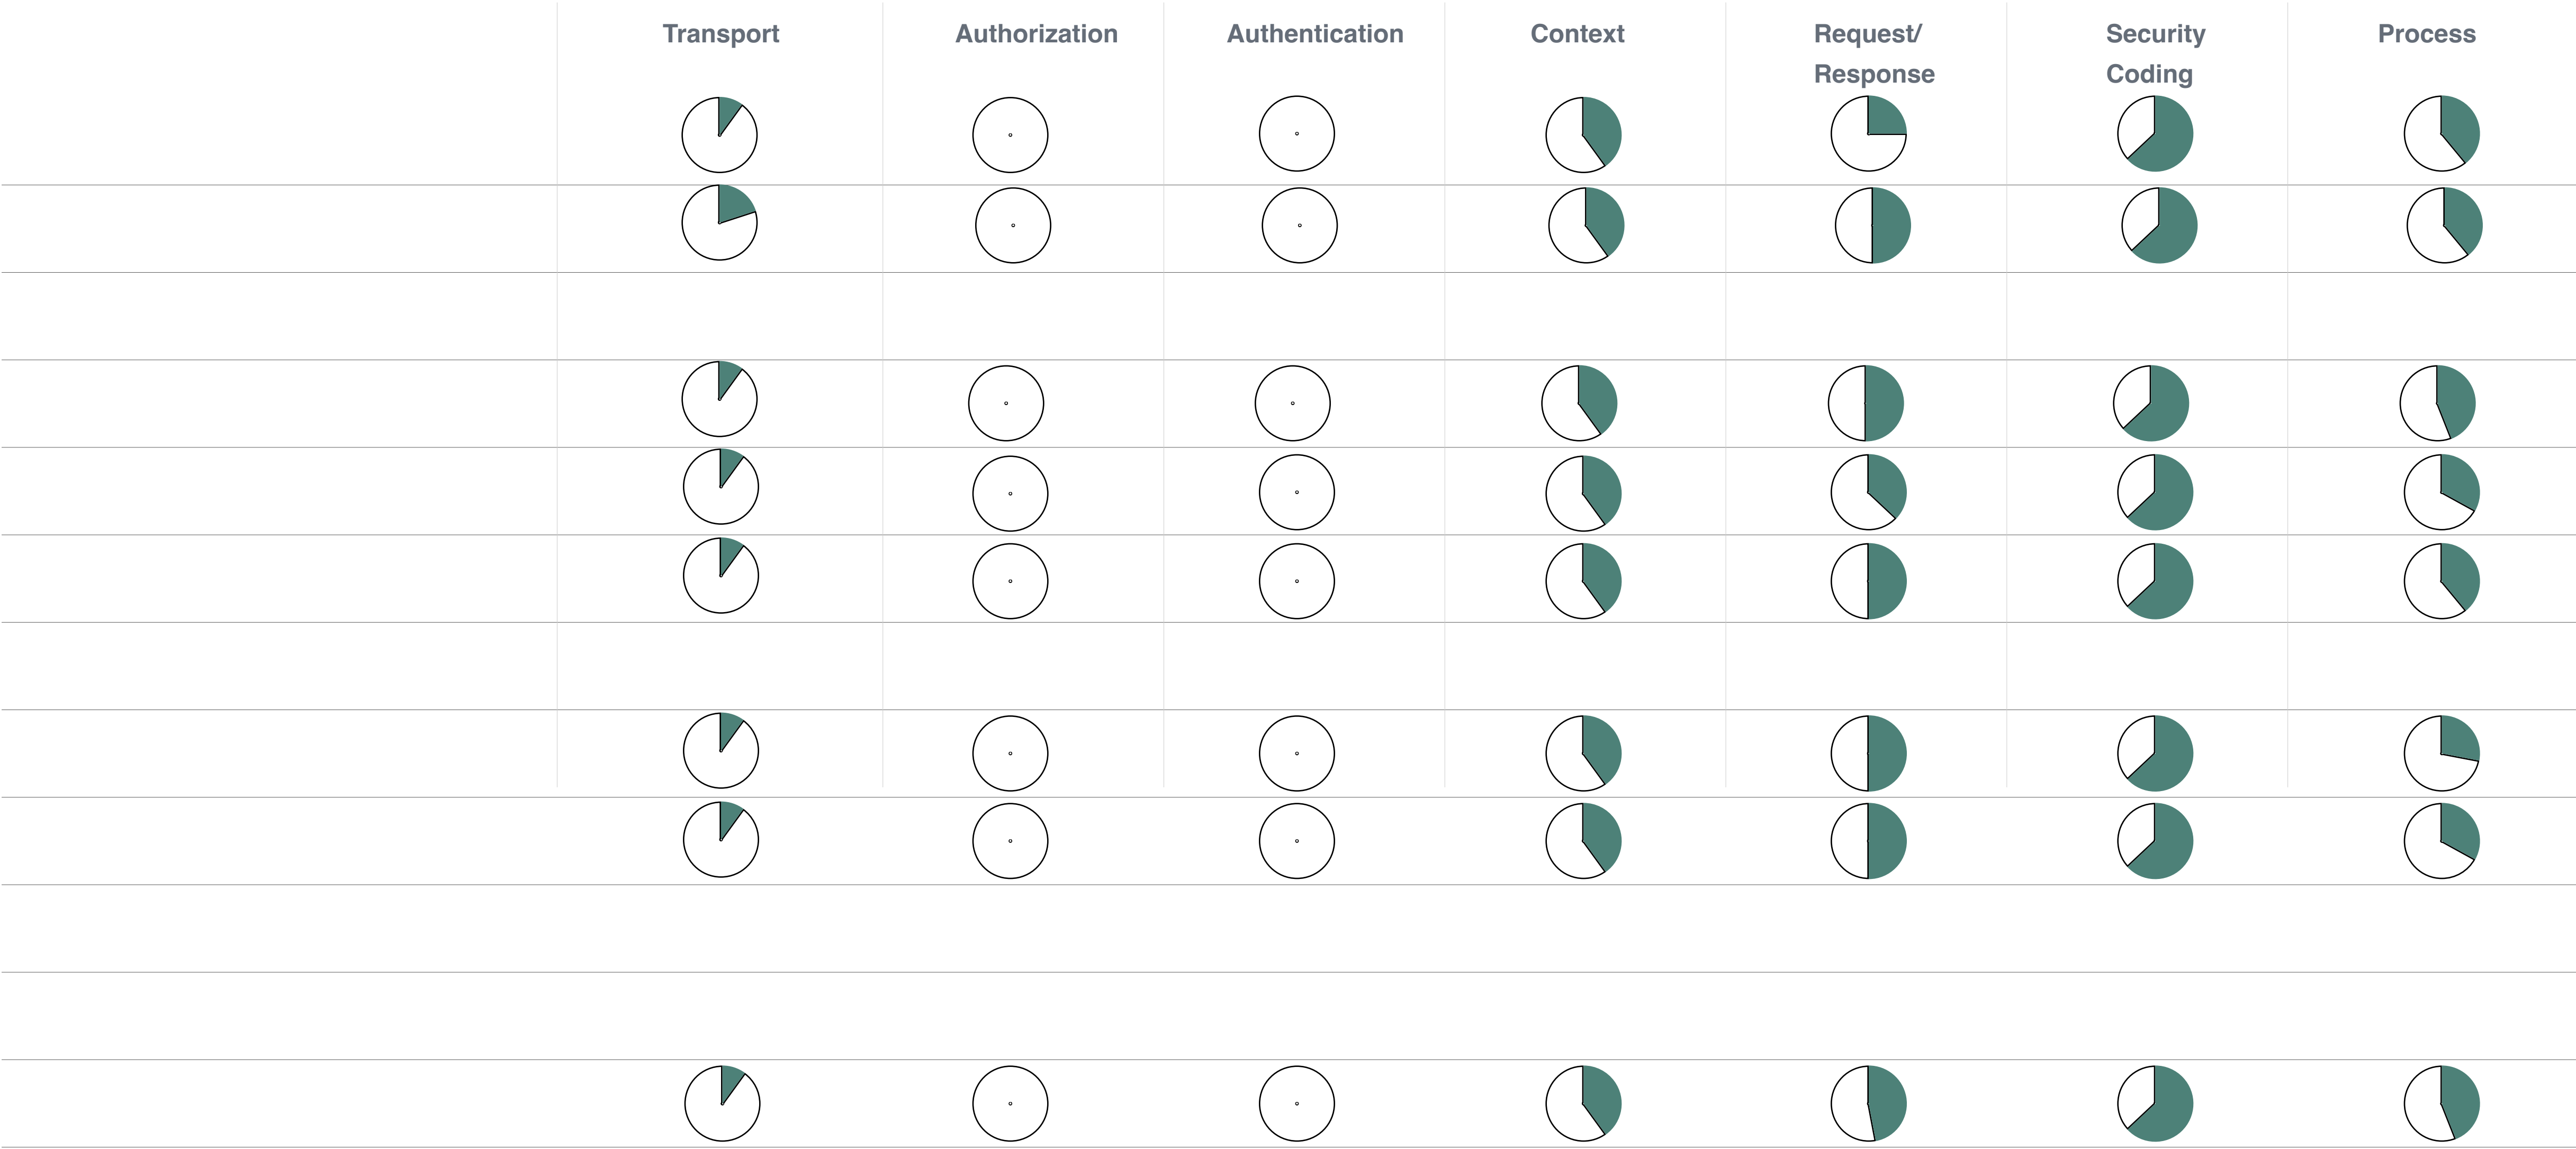 Transport
Authorization
Authentication
Context
Request/
Response
Security
Coding
Process